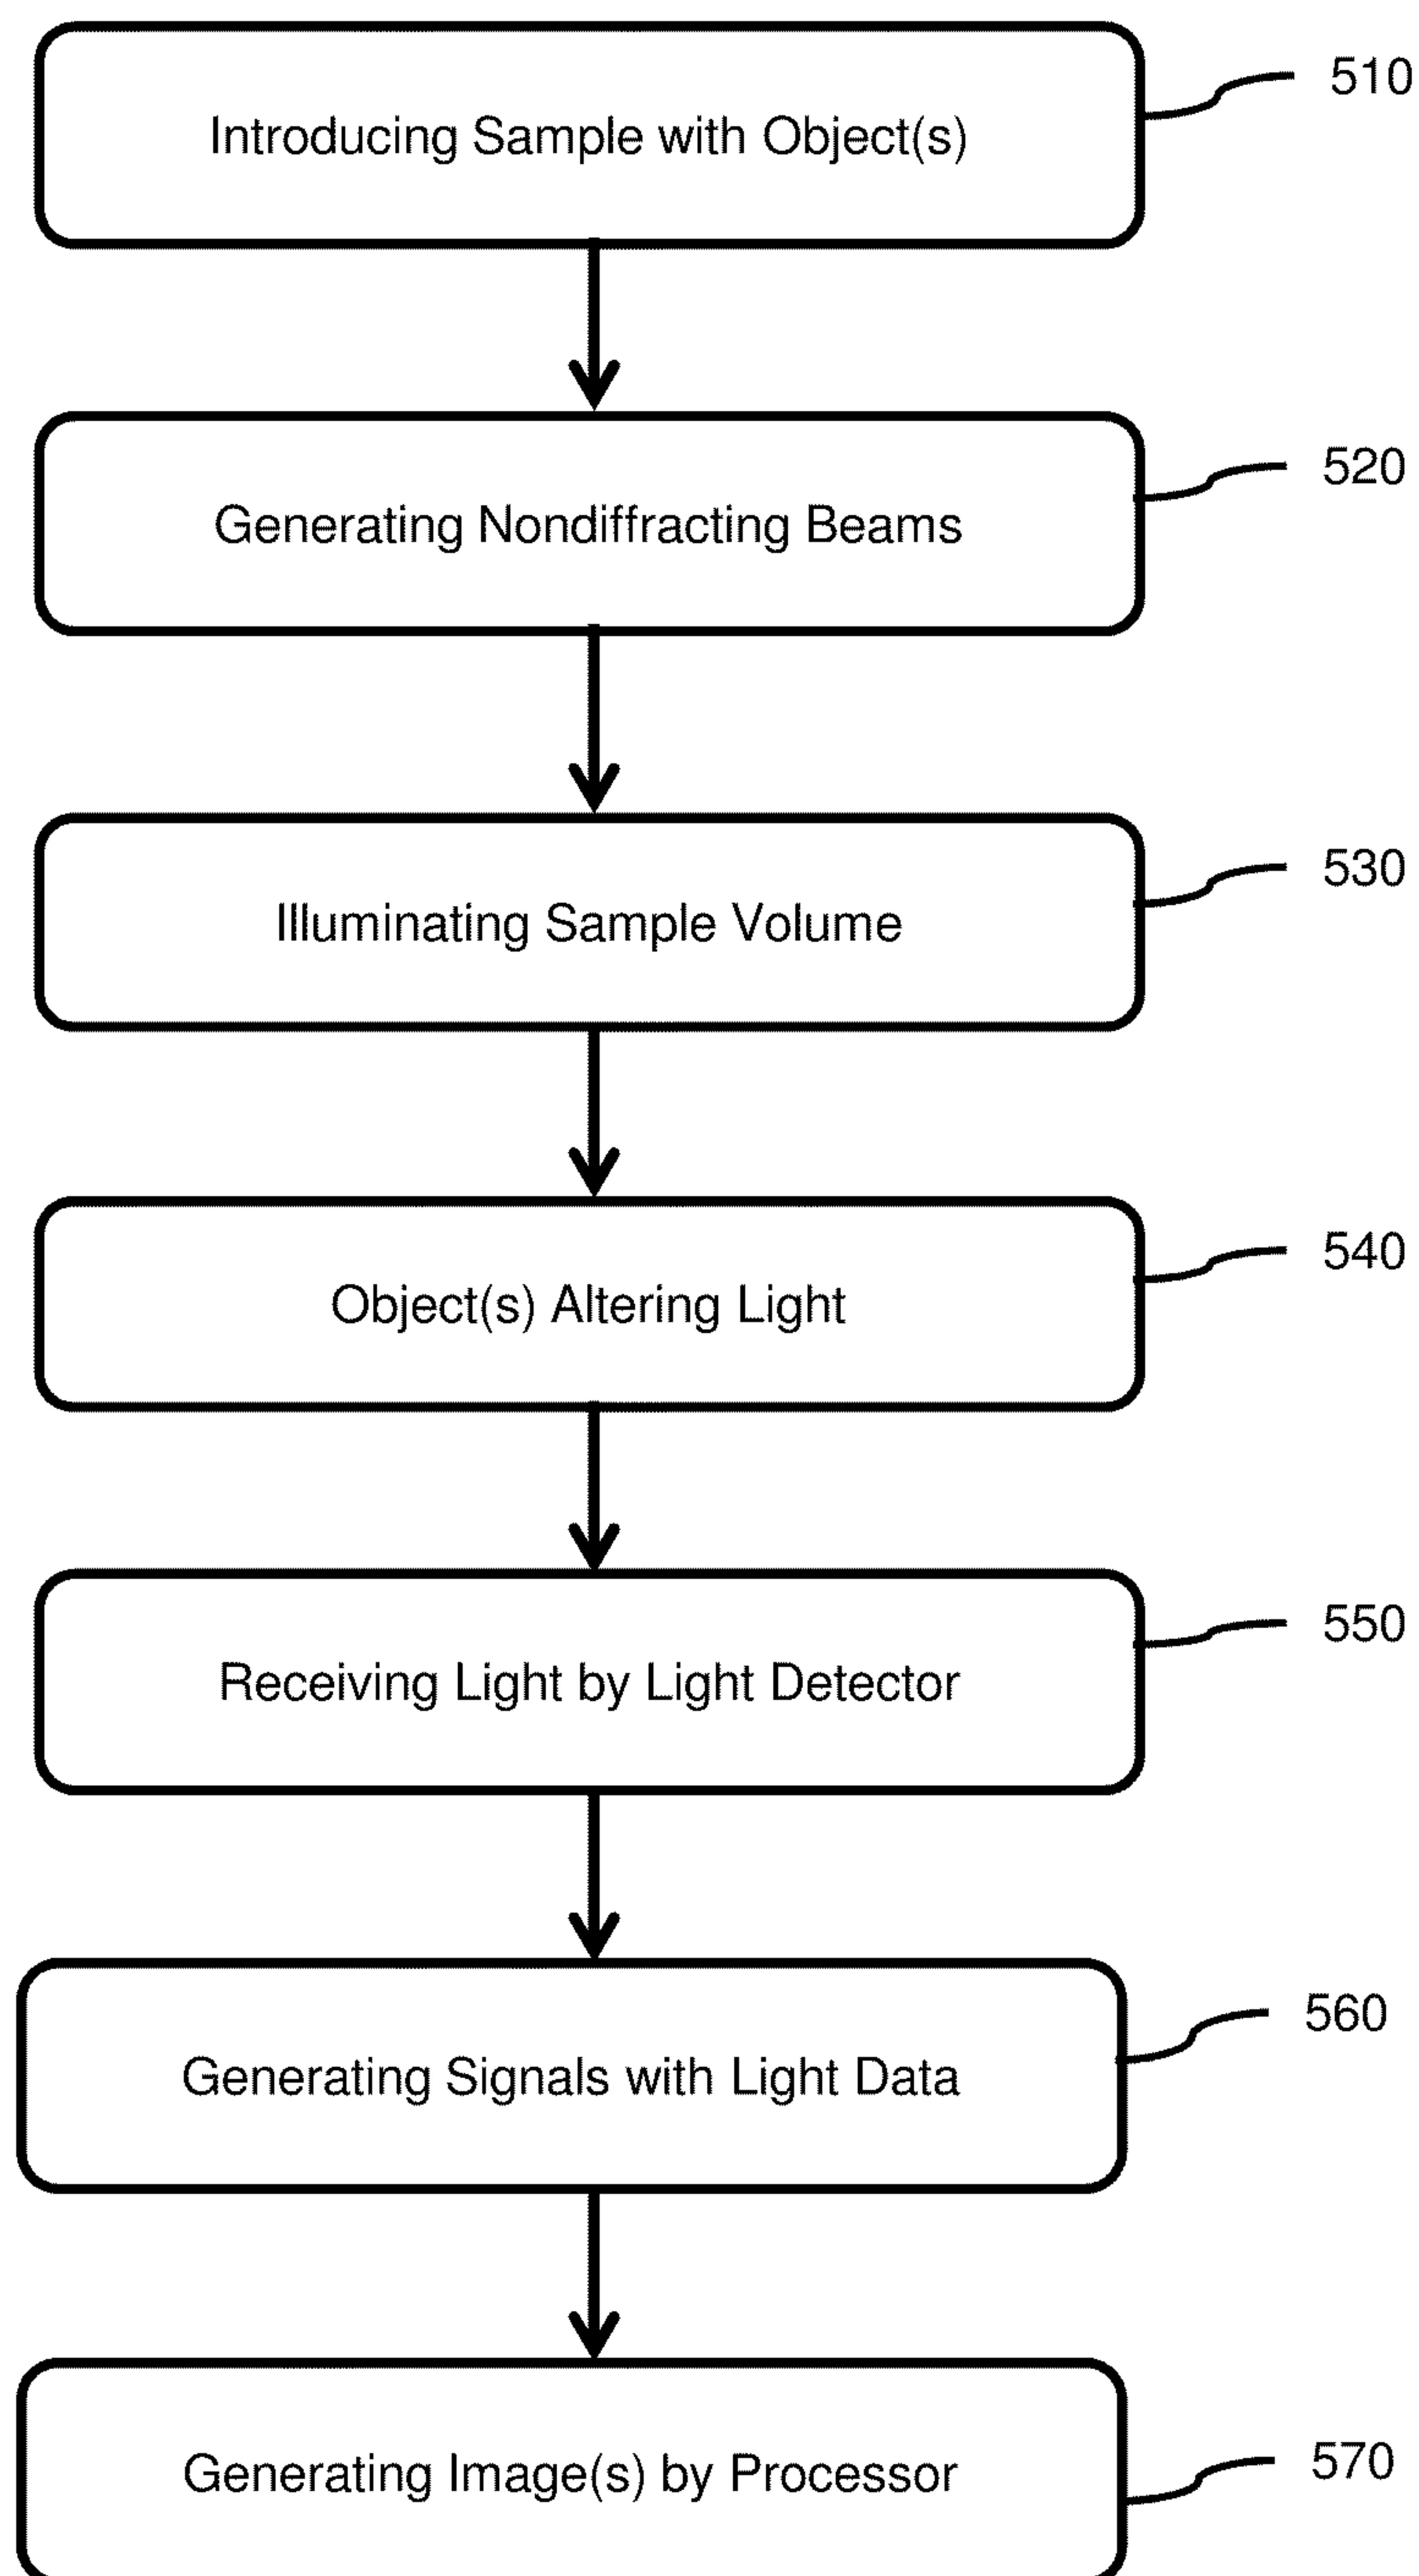 Introducing Sample with Object(s)
510
Generating Nondiffracting Beams
520
Illuminating Sample Volume
530
Object(s) Altering Light
540
Receiving Light by Light Detector
550
Generating Signals with Light Data
560
Generating Image(s) by Processor
570